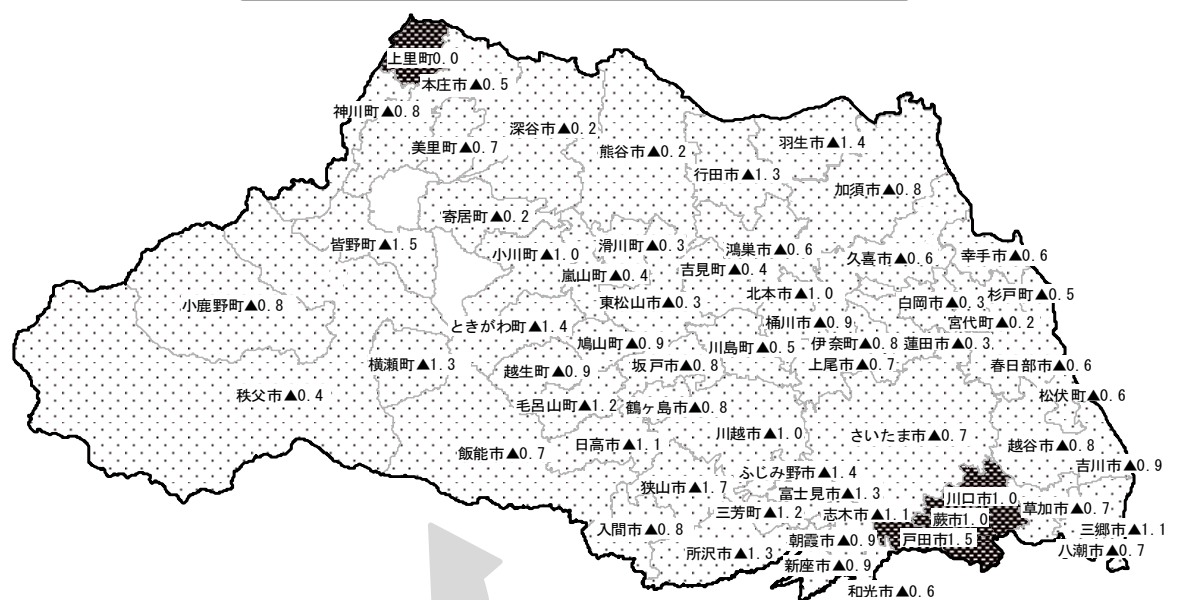 上里町0.0
本庄市▲0.5
神川町▲0.8
深谷市▲0.2
美里町▲0.7
熊谷市▲0.2
羽生市▲1.4
行田市▲1.3
加須市▲0.8
寄居町▲0.2
皆野町▲1.5
小川町▲1.0
滑川町▲0.3
鴻巣市▲0.6
久喜市▲0.6
幸手市▲0.6
嵐山町▲0.4
吉見町▲0.4
小鹿野町▲0.8
東松山市▲0.3
北本市▲1.0
白岡市▲0.3
杉戸町▲0.5
ときがわ町▲1.4
桶川市▲0.9
宮代町▲0.2
鳩山町▲0.9
川島町▲0.5
伊奈町▲0.8
蓮田市▲0.3
横瀬町▲1.3
越生町▲0.9
坂戸市▲0.8
上尾市▲0.7
春日部市▲0.6
秩父市▲0.4
毛呂山町▲1.2
鶴ヶ島市▲0.8
松伏町▲0.6
飯能市▲0.7
日高市▲1.1
川越市▲1.0
さいたま市▲0.7
越谷市▲0.8
吉川市▲0.9
ふじみ野市▲1.4
狭山市▲1.7
富士見市▲1.3
川口市1.0
三芳町▲1.2
志木市▲1.1
蕨市1.0
草加市▲0.7
入間市▲0.8
朝霞市▲0.9
戸田市1.5
三郷市▲1.1
所沢市▲1.3
八潮市▲0.7
新座市▲0.9
和光市▲0.6